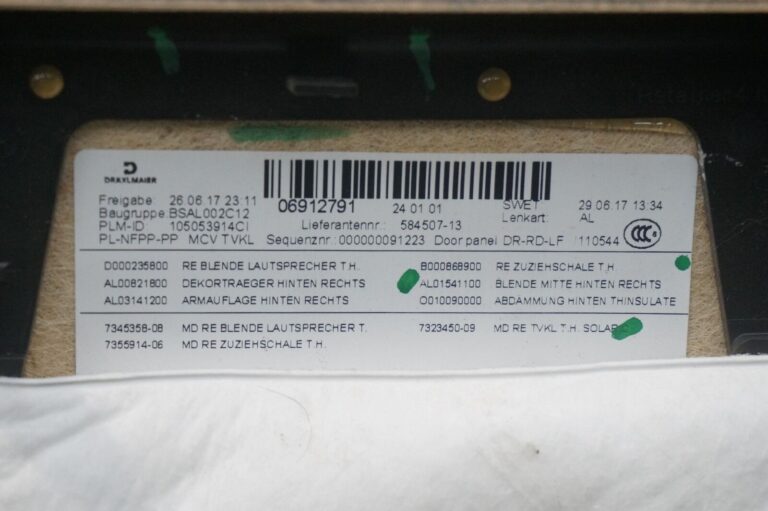 DRÄXLMAIER
Freigabe: 26.06.17 23:11 06912791 24 01 01 SWET 29.06.17 13:34
Baugruppe: BSAL002C12 Lenkart: AL
PLM-ID: 105053914CI Lieferantennr.: 584507-13
PL-NFPP-PP MCV TVKL Sequenznr: 000000091223 Door panel DR-RD-LF I110544 CCC S
D000235800 RE BLENDE LAUTSPRECHER T.H. B000868900 RE ZUZIEHSCHALE T.H.
AL00821800 DEKORTRAEGER HINTEN RECHTS AL01541100 BLENDE MITTE HINTEN RECHTS
AL03141200 ARMAUFLAGE HINTEN RECHTS O010090000 ABDÄMMUNG HINTEN THINSULATE
7345358-08 MD RE BLENDE LAUTSPRECHER T. 7323450-09 MD RE TVKL T.H. SOLAR
7355914-06 MD RE ZUZIEHSCHALE T.H.